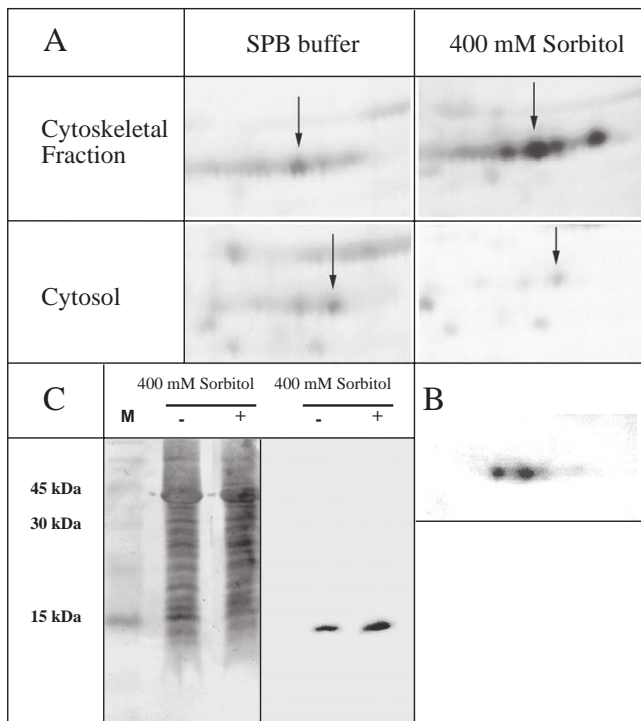 A
SPB buffer
400 mM Sorbitol
Cytoskeletal
Fraction
Cytosol
C
400 mM Sorbitol
400 mM Sorbitol
B
M
-
+
-
+
45 kDa
30 kDa
15 kDa